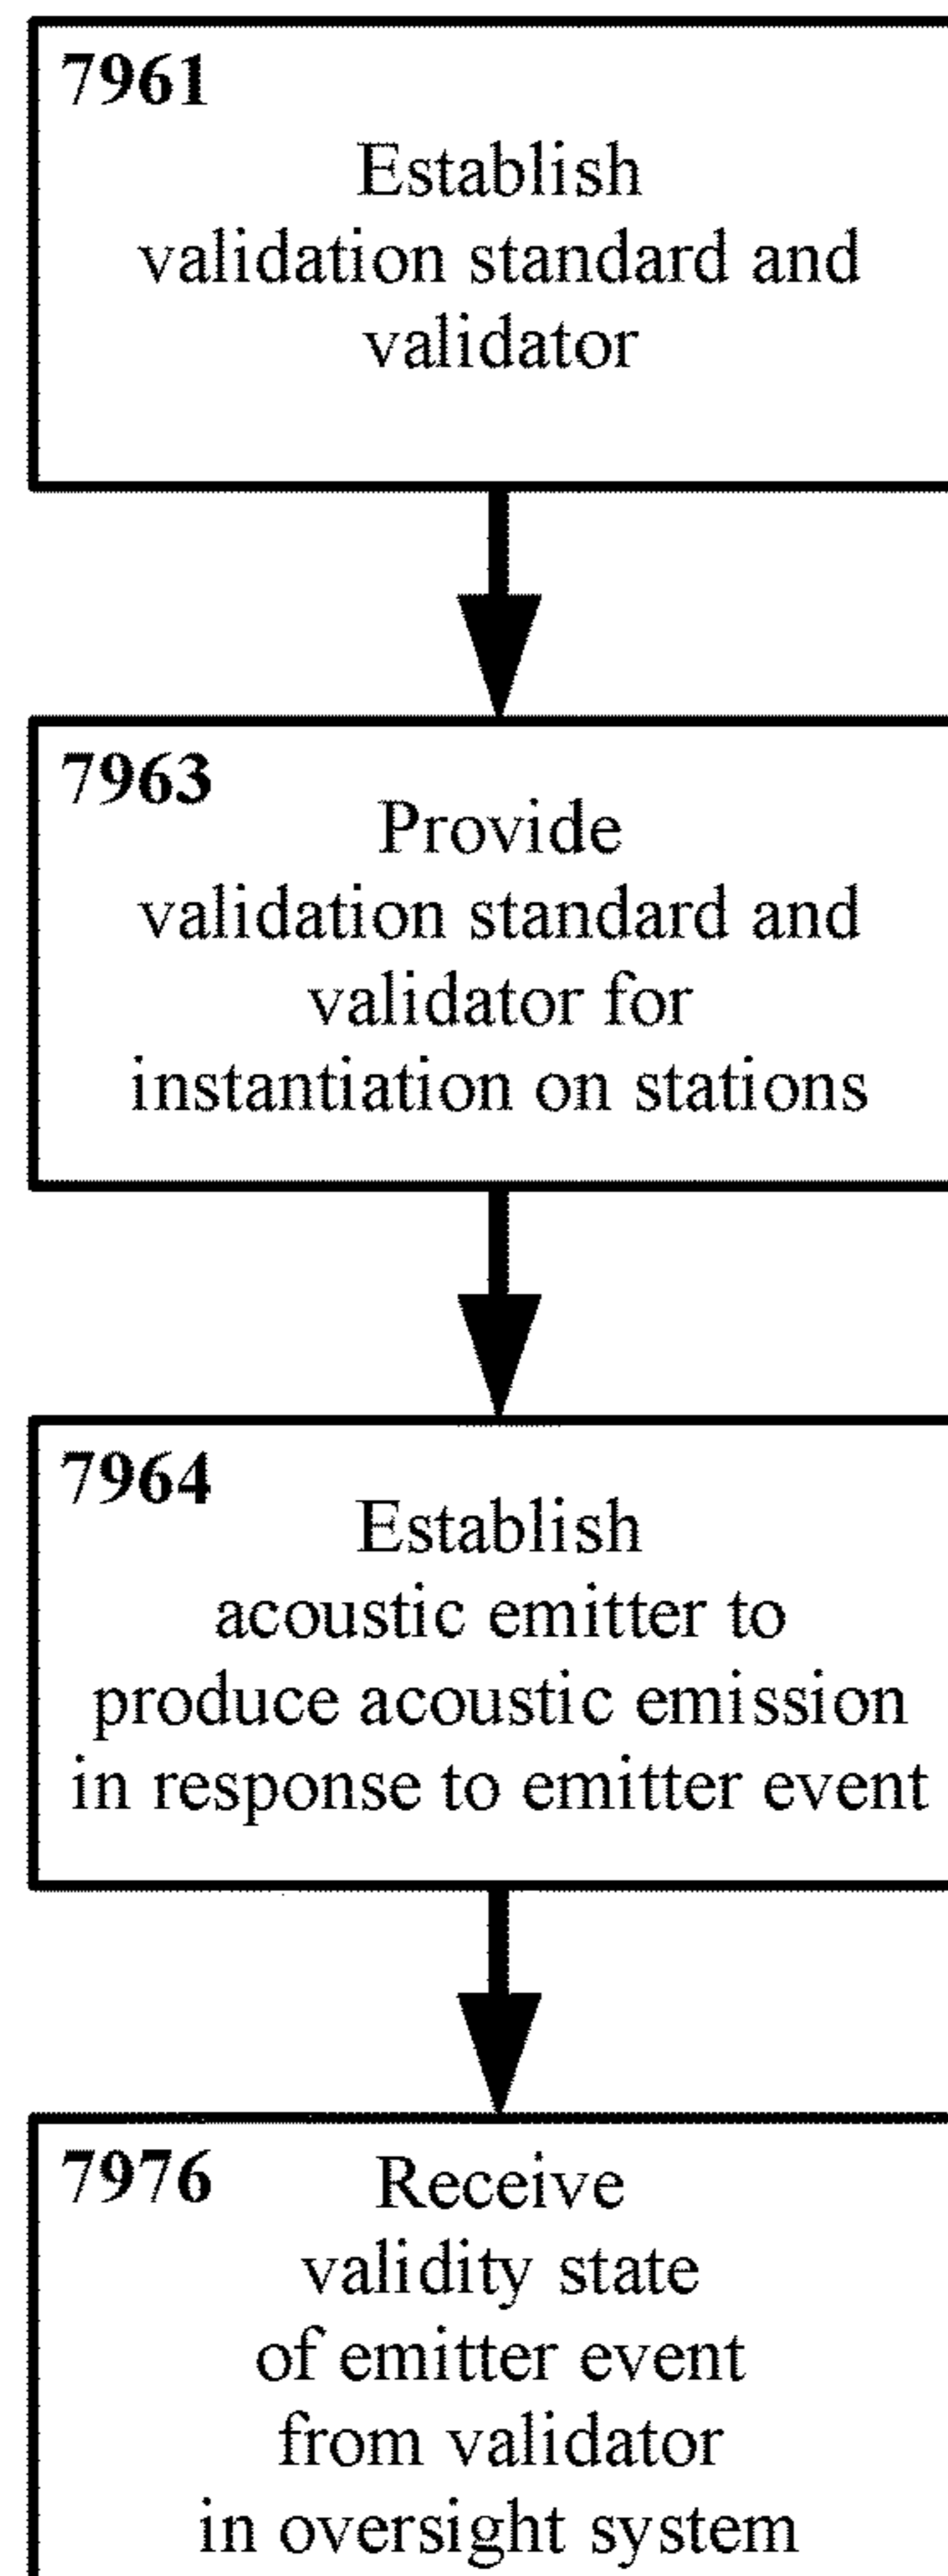 7961
Establish
validation standard and
validator
7963
Provide
validation standard and
validator for
instantiation on stations
7964
Establish
acoustic emitter to
produce acoustic emission
in response to emitter event
7976
Receive
validity state
of emitter event
from validator
in oversight system